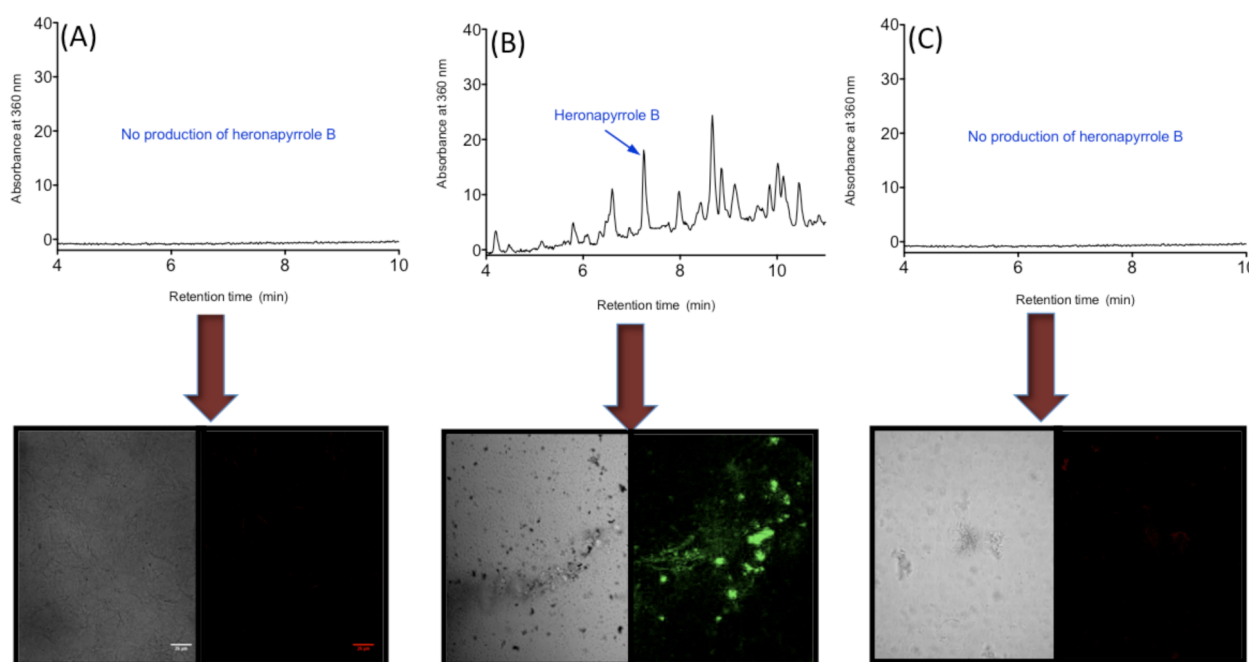 (A)
40
30
20
10
0
Absorbance at 360 nm
No production of heronapyrrole B
4 6 8 10
Retention time (min)
(B)
40
30
20
10
0
Absorbance at 360 nm
Heronapyrrole B
4 6 8 10
Retention time (min)
(C)
40
30
20
10
0
Absorbance at 360 nm
No production of heronapyrrole B
4 6 8 10
Retention time (min)